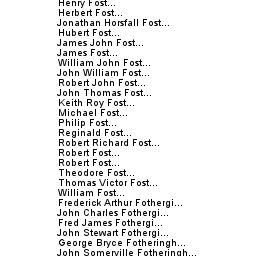 Henry Fost...
Herbert Fost...
Jonathan Horsfall Fost...
Hubert Fost...
James John Fost...
James Fost...
William John Fost...
John William Fost...
Robert John Fost...
John Thomas Fost...
Keith Roy Fost...
Michael Fost...
Philip Fost...
Reginald Fost...
Robert Richard Fost...
Robert Fost...
Robert Fost...
Theodore Fost...
Thomas Victor Fost...
William Fost...
Frederick Arthur Fothergi...
John Charles Fothergi...
Fred James Fothergi...
John Stewart Fothergi...
George Bryce Fotheringh...
John Somerville Fotheringh...